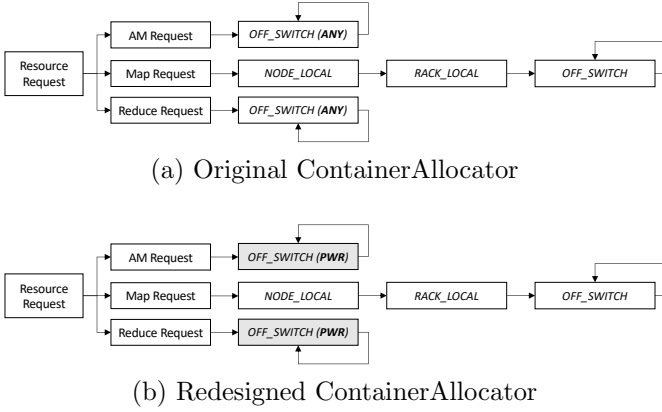 AM Request
OFF_SWITCH (ANY)
Resource
Request
Map Request
NODE_LOCAL
RACK_LOCAL
OFF_SWITCH
Reduce Request
OFF_SWITCH (ANY)
(a) Original ContainerAllocator
AM Request
OFF_SWITCH (PWR)
Resource
Request
Map Request
NODE_LOCAL
RACK_LOCAL
OFF_SWITCH
Reduce Request
OFF_SWITCH (PWR)
(b) Redesigned ContainerAllocator